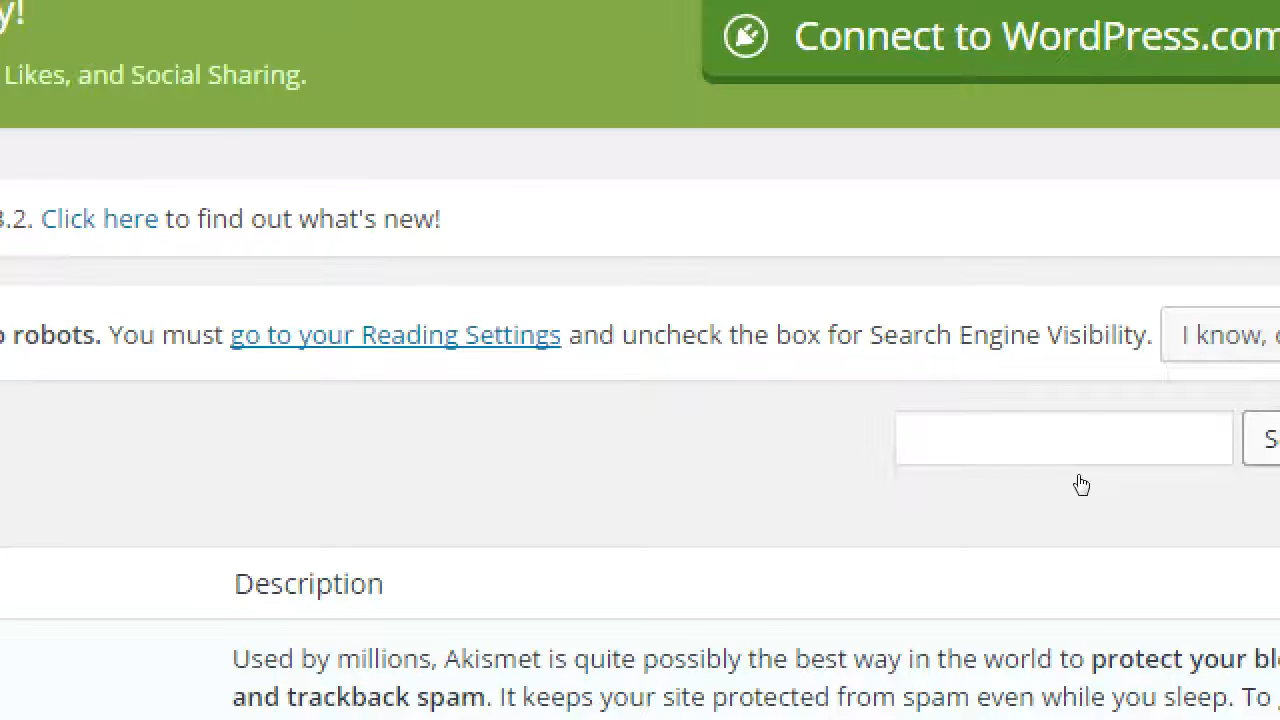 y!
Connect to WordPress.com
Likes, and Social Sharing.
3.2. Click here to find out what's new!
robots. You must go to your Reading Settings and uncheck the box for Search Engine Visibility. I know,
Description
Used by millions, Akismet is quite possibly the best way in the world to protect your
and trackback spam. It keeps your site protected from spam even while you sleep. To